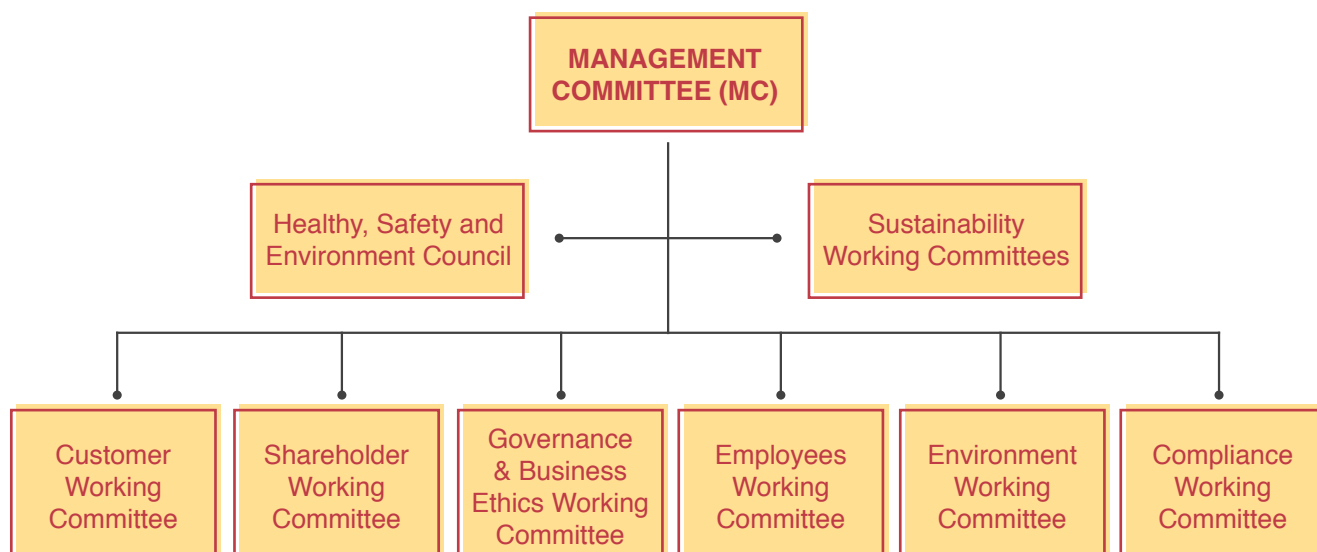 MANAGEMENT
COMMITTEE (MC)
Healthy, Safety and
Environment Council
Sustainability
Working Committees
Customer
Working
Committee
Shareholder
Working
Committee
Governance
& Business
Ethics Working
Committee
Employees
Working
Committee
Environment
Working
Committee
Compliance
Working
Committee